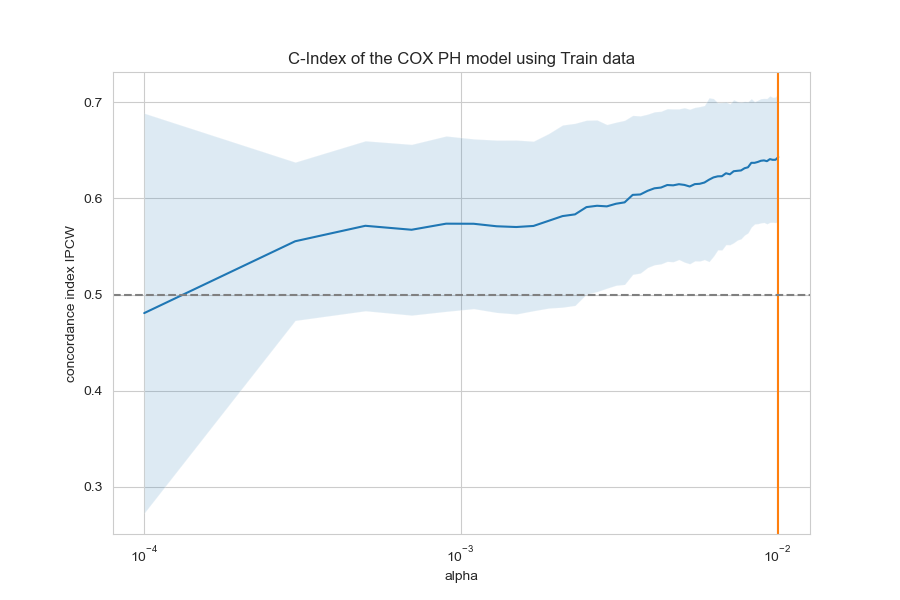 C-Index of the COX PH model using Train data
concordance index IPCW
0.7
0.6
0.5
0.4
0.3
10⁻⁴
10⁻³
10⁻²
alpha